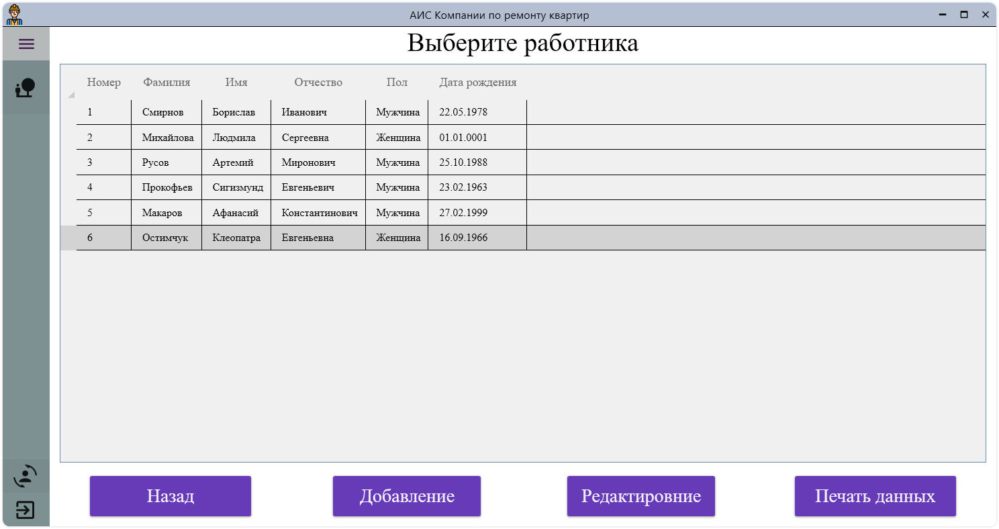 АИС Компании по ремонту квартир
Выберите работника
Номер Фамилия Имя Отчество Пол Дата рождения
1 Смирнов Борислав Иванович Мужчина 22.05.1978
2 Михайлова Людмила Сергеевна Женщина 01.01.0001
3 Русов Артемий Миронович Мужчина 25.10.1988
4 Прокофьев Сигизмунд Евгеньевич Мужчина 23.02.1963
5 Макаров Афанасий Константинович Мужчина 27.02.1999
6 Остимчук Клеопатра Евгеньевна Женщина 16.09.1966
Назад Добавление Редактировние Печать данных